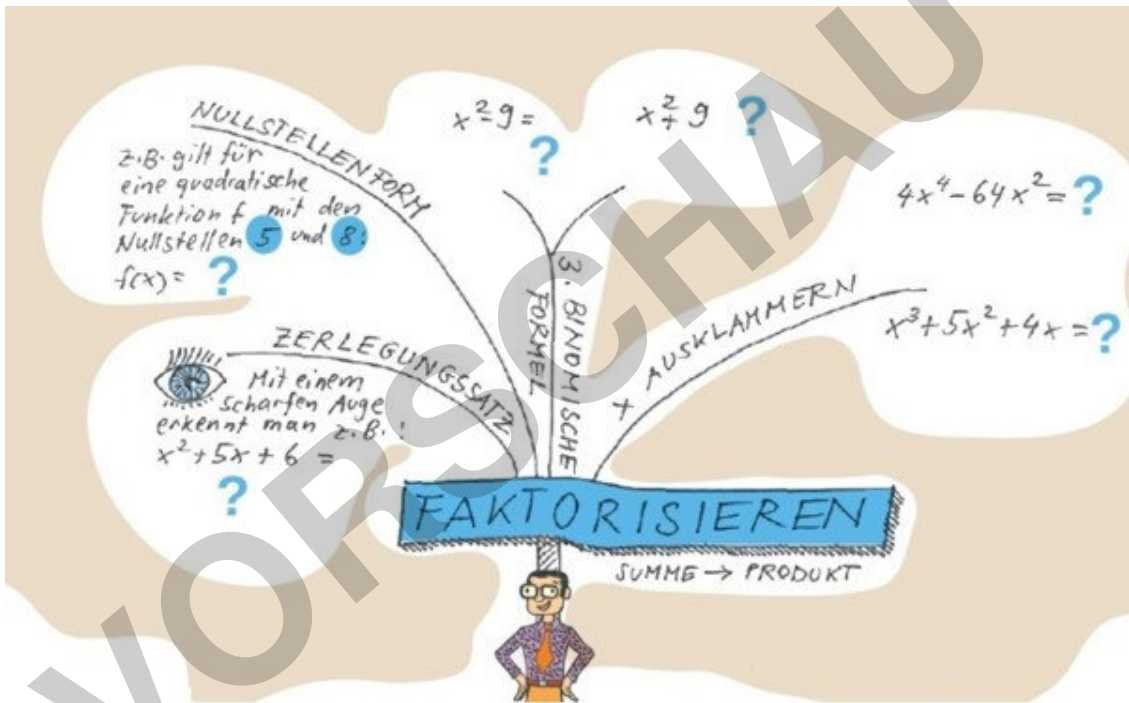 NULLSTELLENFORM
z.B. gilt für
eine quadratische
Funktion f mit den
Nullstellen 5 und 8:
f(x) = ?
x² - 9 =
?
x² + 9 ?
4x⁴ - 64x² = ?
x³ + 5x² + 4x = ?
3. BINOMISCHE
FORMEL
+ AUSKLAMMERN
ZERLEGUNGSSATZ
Mit einem
scharfen Auge
erkennt man z.B.:
x² + 5x + 6 =
?
FAKTORISIEREN
SUMME → PRODUKT
VORSCHAU